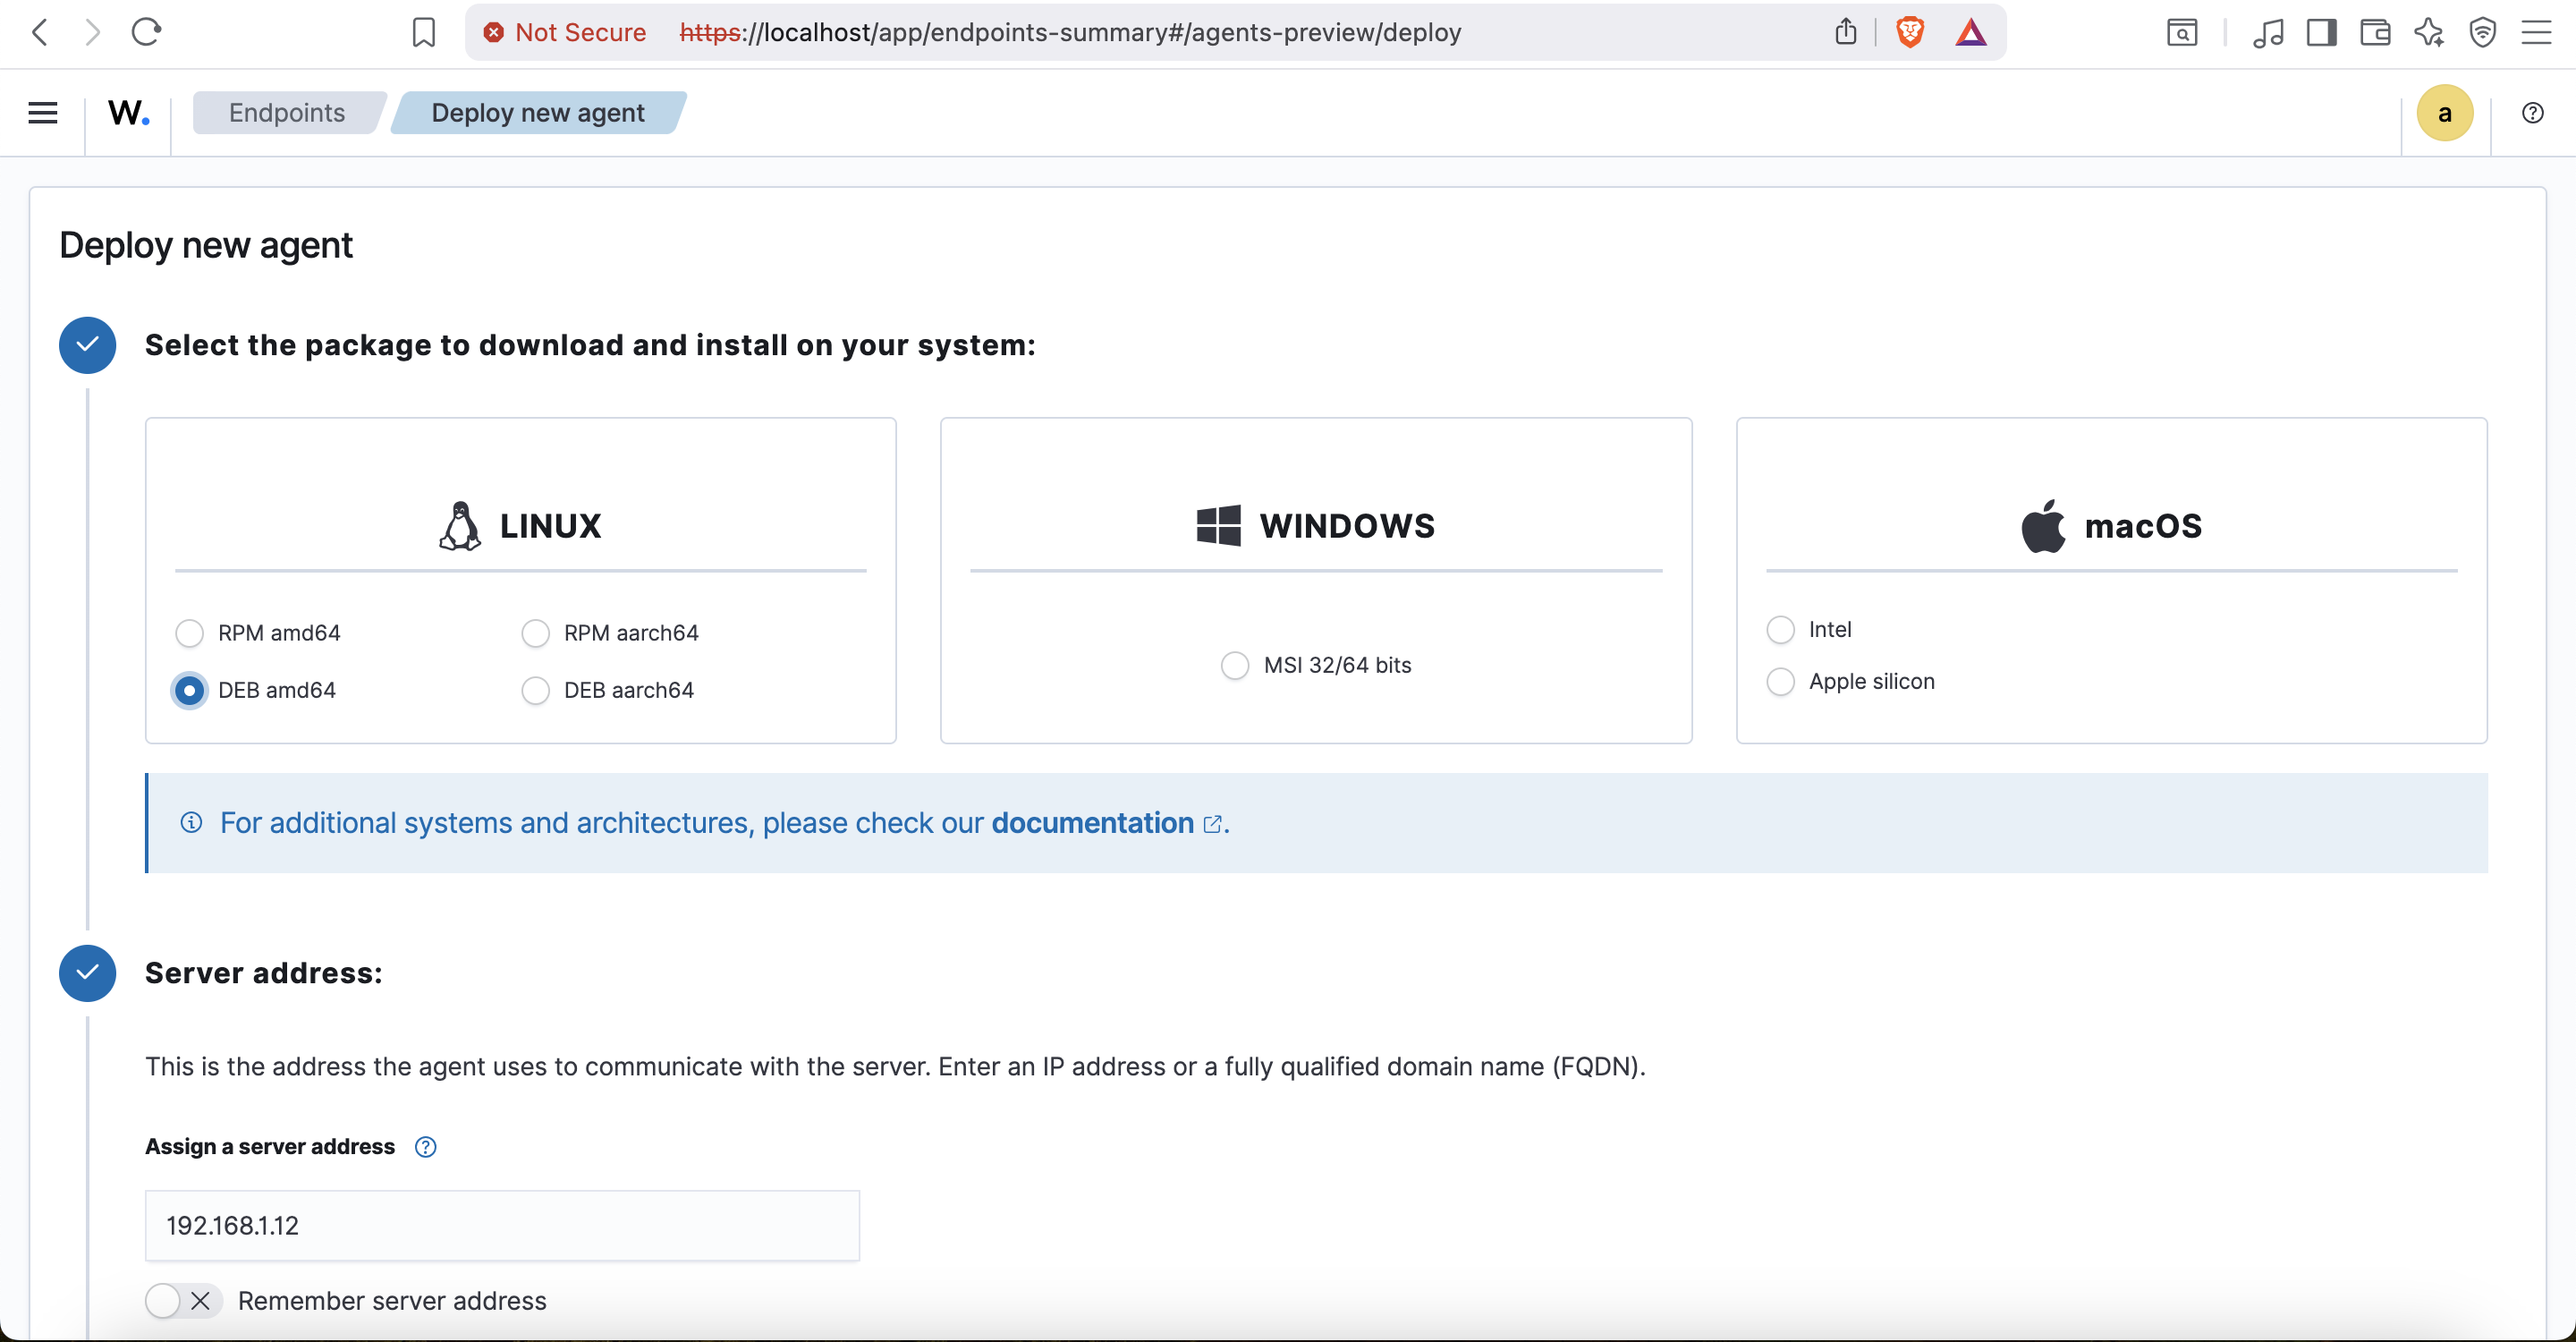 Not Secure https://localhost/app/endpoints-summary#/agents-preview/deploy
W. Endpoints Deploy new agent a
Deploy new agent
Select the package to download and install on your system:
LINUX
RPM amd64 RPM aarch64
DEB amd64 DEB aarch64
WINDOWS
MSI 32/64 bits
macOS
Intel
Apple silicon
For additional systems and architectures, please check our documentation.
Server address:
This is the address the agent uses to communicate with the server. Enter an IP address or a fully qualified domain name (FQDN).
Assign a server address
192.168.1.12
Remember server address